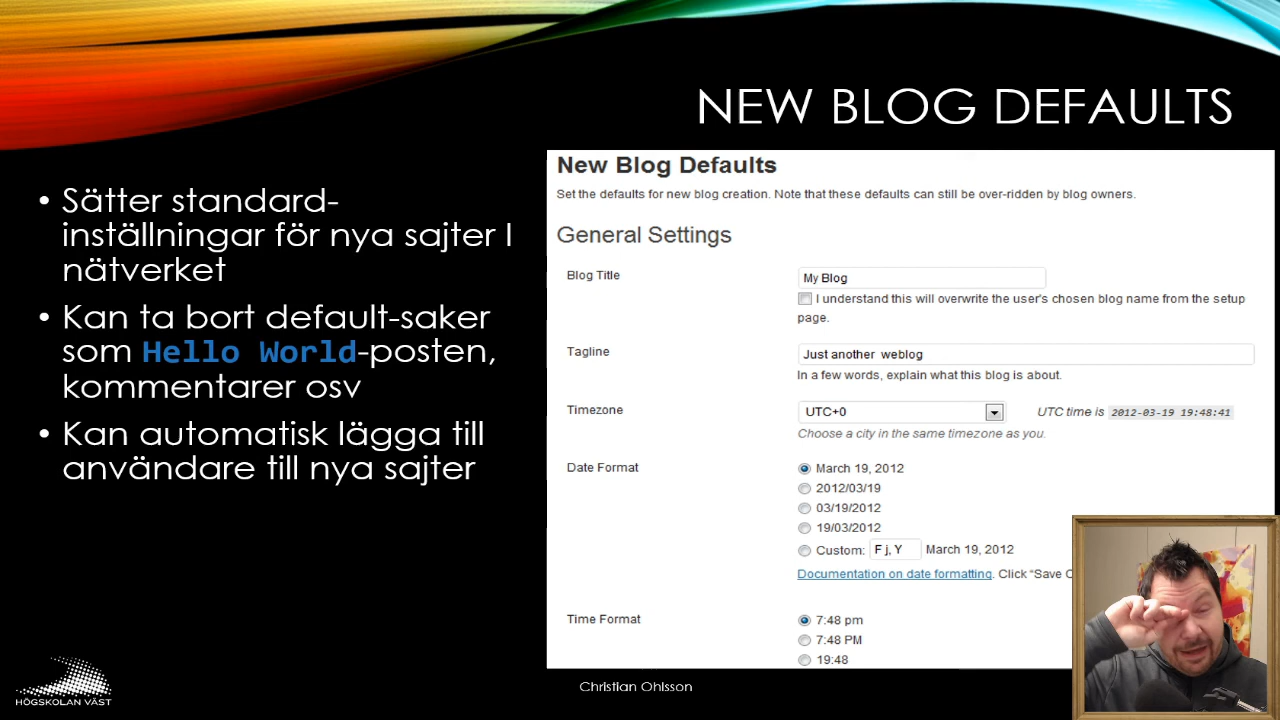 NEW BLOG DEFAULTS
• Sätter standard-
inställningar för nya sajter I
nätverket
• Kan ta bort default-saker
som Hello World-posten,
kommentarer osv
• Kan automatisk lägga till
användare till nya sajter
New Blog Defaults
Set the defaults for new blog creation. Note that these defaults can still be over-ridden by blog owners.
General Settings
Blog Title
My Blog
I understand this will overwrite the user's chosen blog name from the setup
page.
Tagline
Just another weblog
In a few words, explain what this blog is about.
Timezone
UTC+0
UTC time is 2012-03-19 19:48:41
Choose a city in the same timezone as you.
Date Format
March 19, 2012
2012/03/19
03/19/2012
19/03/2012
Custom: F j, Y March 19, 2012
Documentation on date formatting. Click “Save
Time Format
7:48 pm
7:48 PM
19:48
HÖGSKOLAN VÄST
Christian Ohlsson